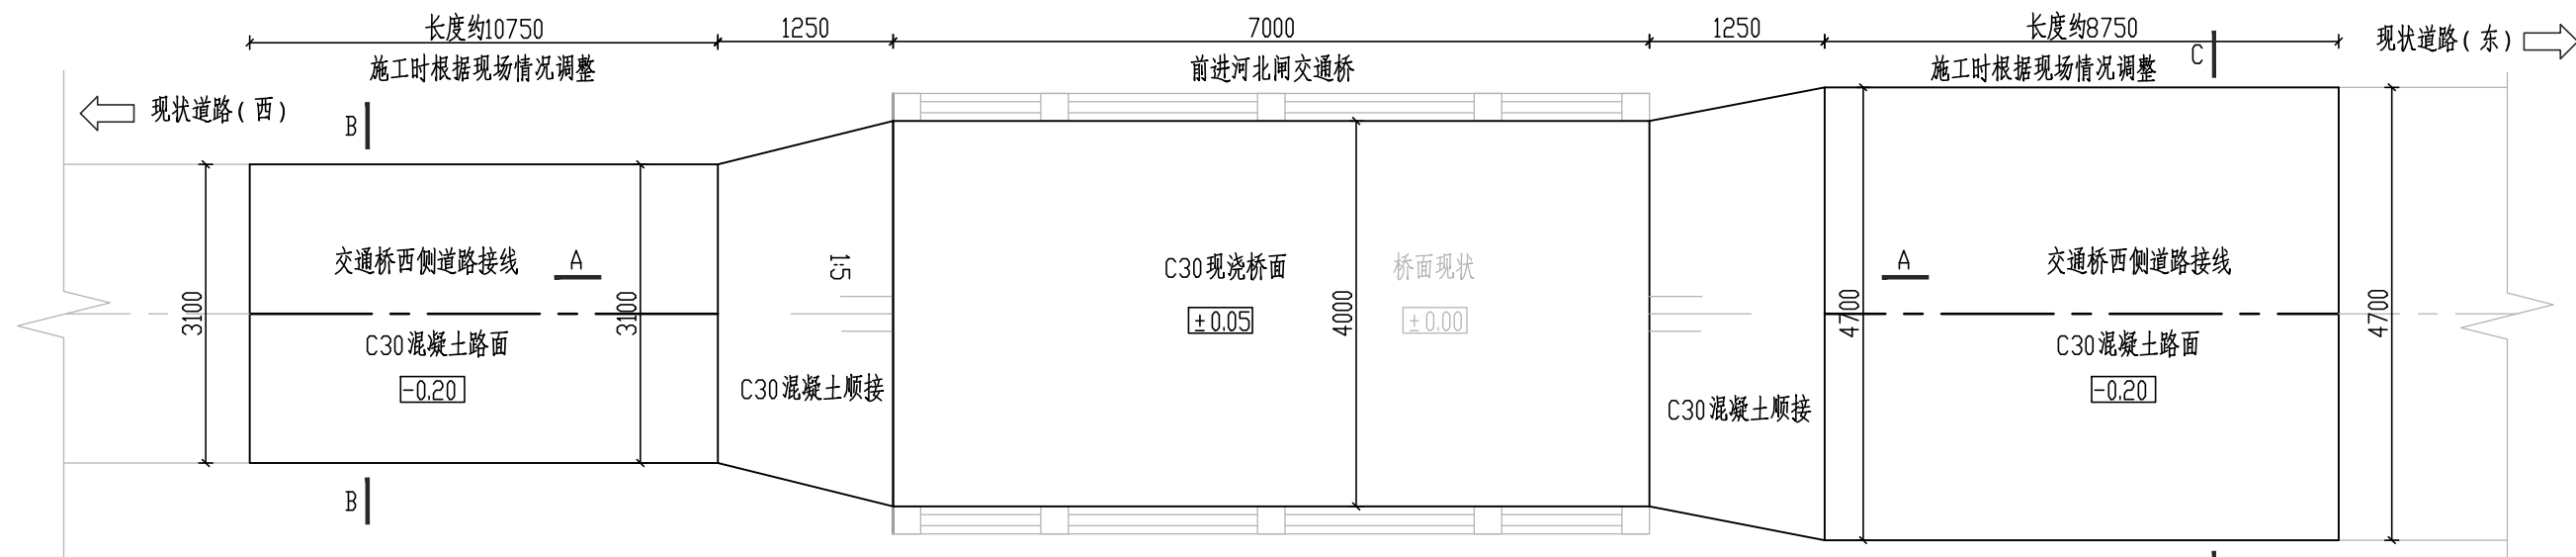 长度约10750
1250
7000
1250
长度约8750
现状道路(东)
施工时根据现场情况调整
前进河北闸交通桥
施工时根据现场情况调整
C
现状道路(西)
B
交通桥西侧道路接线
A
1:5
C30现浇桥面
桥面现状
A
交通桥西侧道路接线
3100
3100
±0.05
4000
±0.00
4700
4700
C30混凝土路面
C30混凝土路面
-0.20
C30混凝土顺接
-0.20
C30混凝土顺接
B